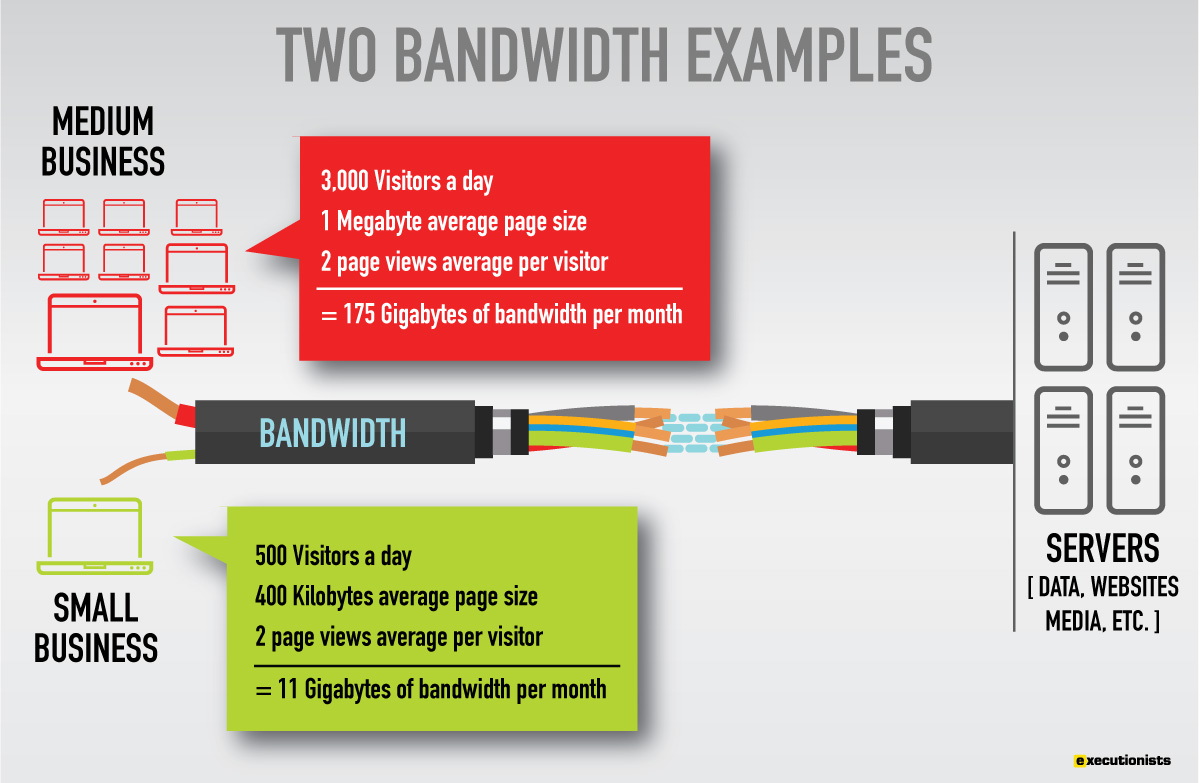 TWO BANDWIDTH EXAMPLES
MEDIUM
BUSINESS
3,000 Visitors a day
1 Megabyte average page size
2 page views average per visitor
= 175 Gigabytes of bandwidth per month
BANDWIDTH
500 Visitors a day
400 Kilobytes average page size
2 page views average per visitor
= 11 Gigabytes of bandwidth per month
SMALL
BUSINESS
SERVERS
[ DATA, WEBSITES
MEDIA, ETC. ]
executionists